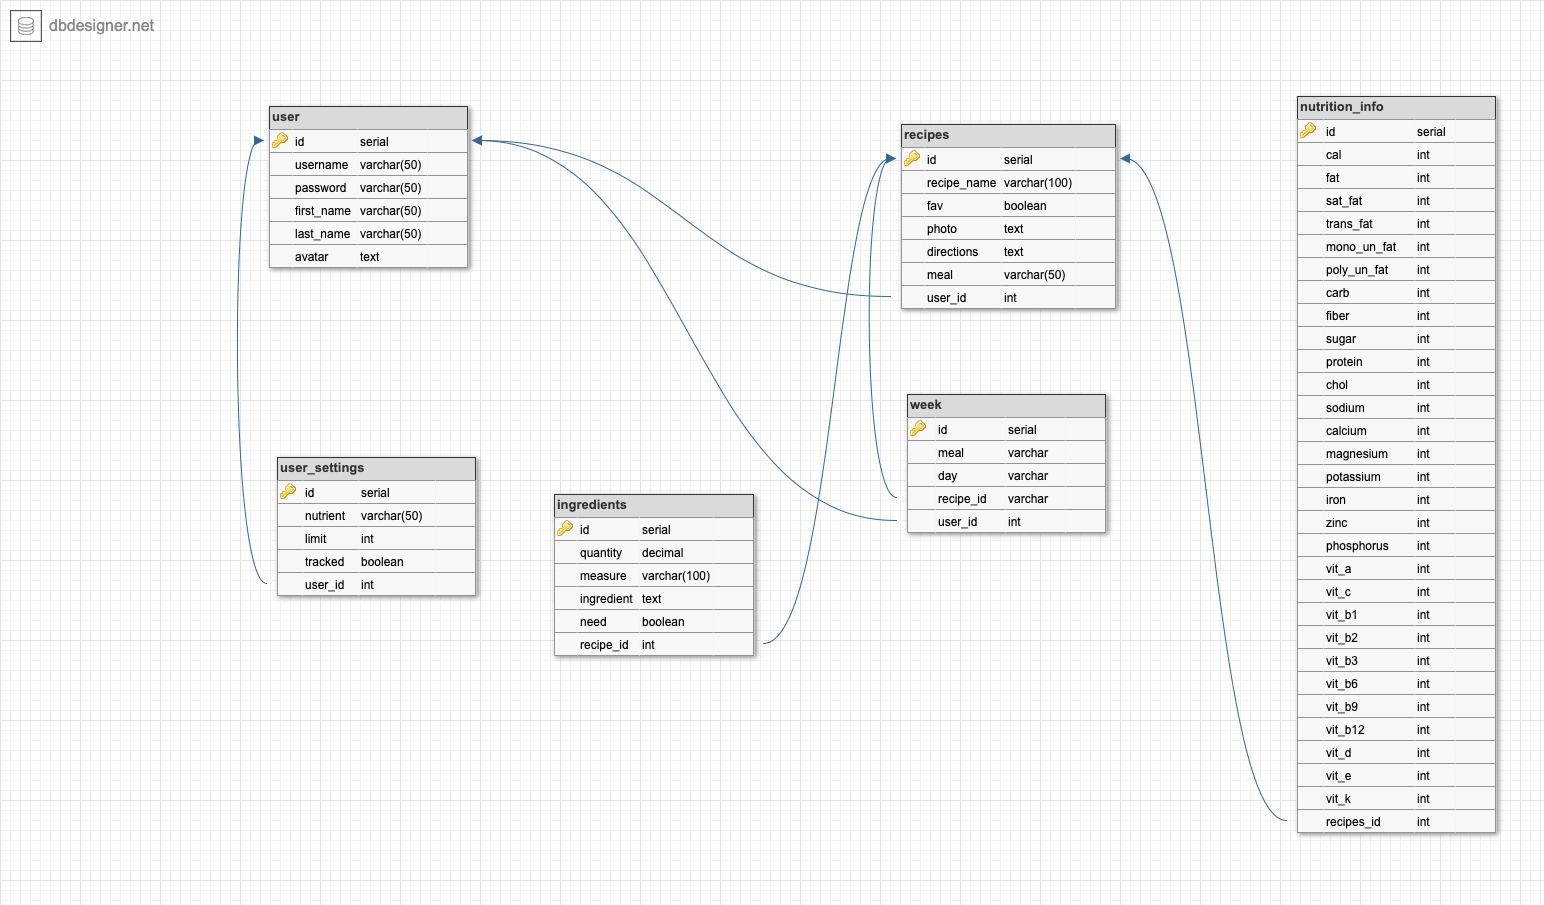 dbdesigner.net
user
id serial
username varchar(50)
password varchar(50)
first_name varchar(50)
last_name varchar(50)
avatar text
recipes
id serial
recipe_name varchar(100)
fav boolean
photo text
directions text
meal varchar(50)
user_id int
nutrition_info
id serial
cal int
fat int
sat_fat int
trans_fat int
mono_un_fat int
poly_un_fat int
carb int
fiber int
sugar int
protein int
chol int
sodium int
calcium int
magnesium int
potassium int
iron int
zinc int
phosphorus int
vit_a int
vit_c int
vit_b1 int
vit_b2 int
vit_b3 int
vit_b6 int
vit_b9 int
vit_b12 int
vit_d int
vit_e int
vit_k int
recipes_id int
week
id serial
meal varchar
day varchar
recipe_id varchar
user_id int
user_settings
id serial
nutrient varchar(50)
limit int
tracked boolean
user_id int
ingredients
id serial
quantity decimal
measure varchar(100)
ingredient text
need boolean
recipe_id int